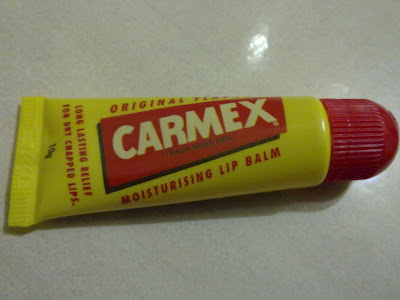 ORIGINAL
CARMEX
MOISTURISING LIP BALM
LONG LASTING RELIEF
FOR DRY CHAPPED LIPS.
10g